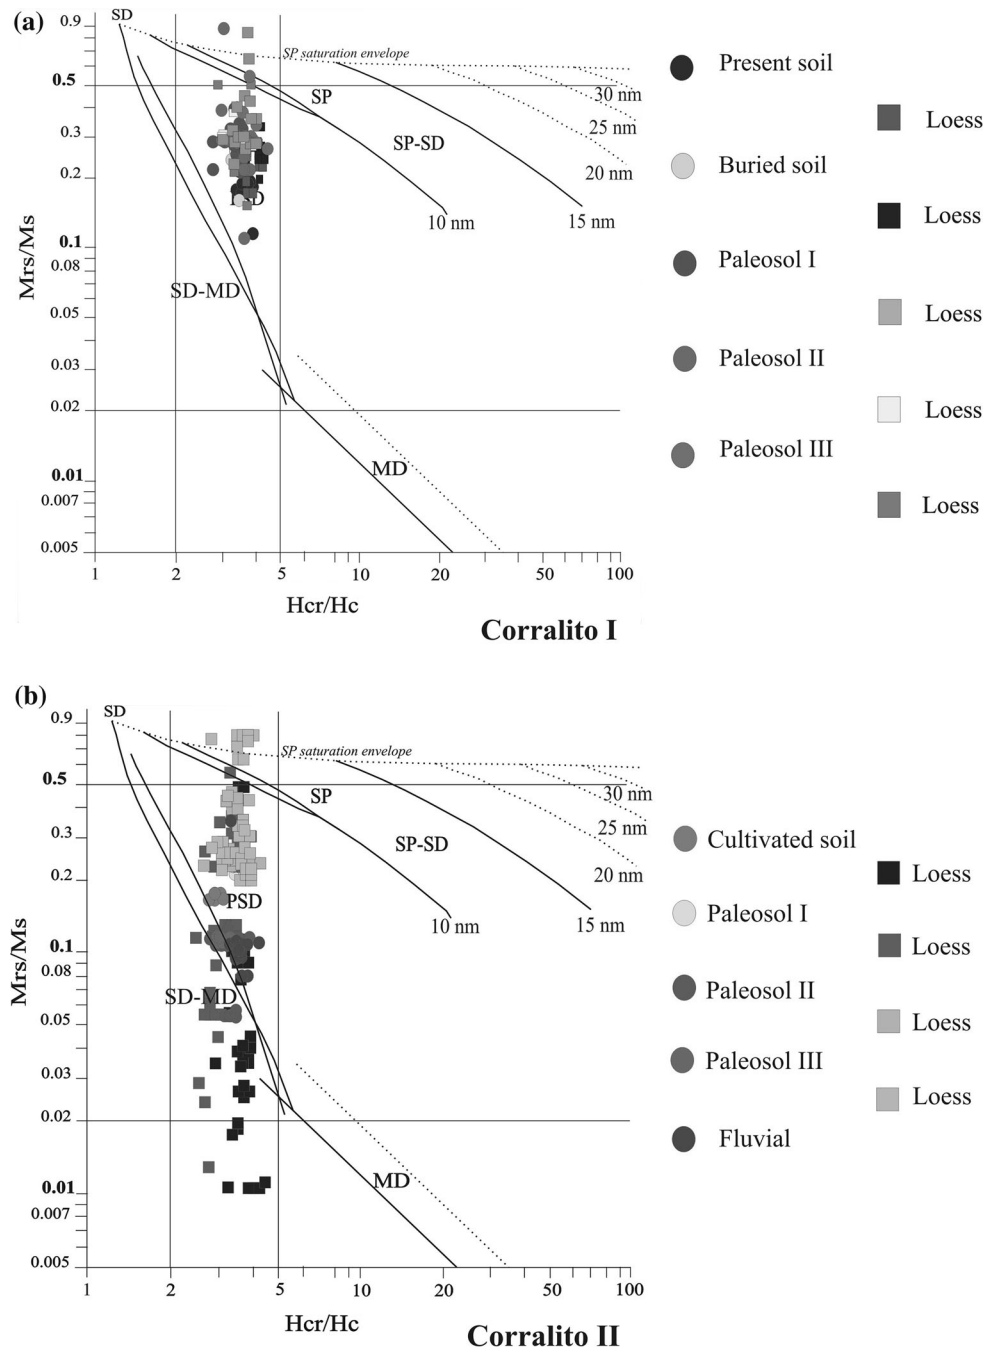 (a)
0.9
SD
SP saturation envelope
0.5
SP
30 nm
25 nm
0.3
SP-SD
20 nm
0.2
10 nm
15 nm
0.1
0.08
SD-MD
0.05
0.03
0.02
MD
0.01
0.007
0.005
1
2
5
10
20
50
100
Mrs/Ms
Hcr/Hc
Corralito I
Present soil
Loess
Buried soil
Loess
Paleosol I
Loess
Paleosol II
Loess
Paleosol III
Loess
(b)
0.9
SD
SP saturation envelope
0.5
SP
30 nm
25 nm
0.3
SP-SD
20 nm
0.2
PSD
10 nm
15 nm
0.1
0.08
SD-MD
0.05
0.03
0.02
MD
0.01
0.007
0.005
1
2
5
10
20
50
100
Mrs/Ms
Hcr/Hc
Corralito II
Cultivated soil
Loess
Paleosol I
Loess
Paleosol II
Loess
Paleosol III
Loess
Fluvial